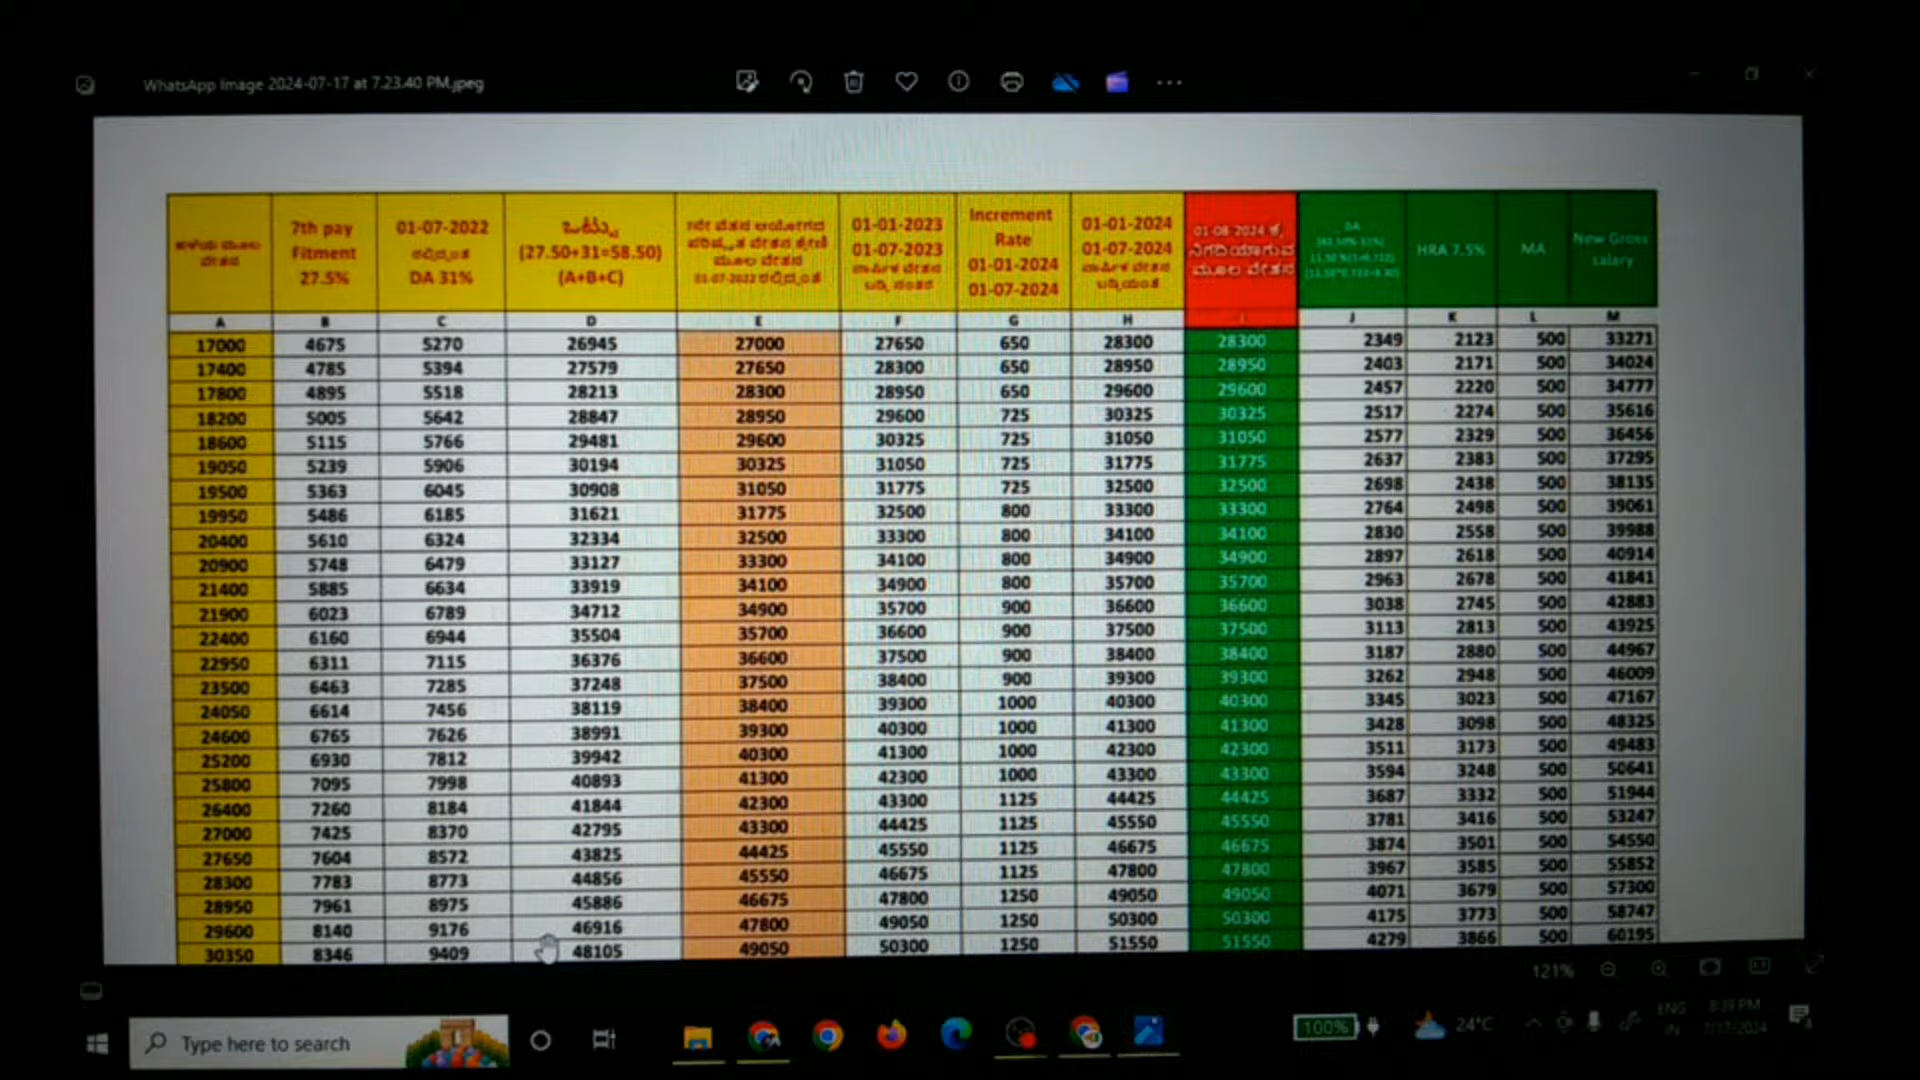 WhatsApp Image 2024-07-17 at 7.23.40 PM.jpeg
7th pay Fitment 27.5%
01-07-2022 DA 31%
(27.50+31=58.50) (A+B+C)
01-07-2022
01-01-2023 01-07-2023
Increment Rate 01-01-2024 01-07-2024
01-01-2024 01-07-2024
01-08-2024 ಕ್ಕೆ ನಿಗದಿಯಾಗುವ ಮೂಲ ವೇತನ
DA
HRA 7.5%
MA
New Gross salary
A B C D E F G H I J K L M
17000 4675 5270 26945 27000 27650 650 28300 28300 2349 2123 500 33271
17400 4785 5394 27579 27650 28300 650 28950 28950 2403 2171 500 34024
17800 4895 5518 28213 28300 28950 650 29600 29600 2457 2220 500 34777
18200 5005 5642 28847 28950 29600 725 30325 30325 2517 2274 500 35616
18600 5115 5766 29481 29600 30325 725 31050 31050 2577 2329 500 36456
19050 5239 5906 30194 30325 31050 725 31775 31775 2637 2383 500 37295
19500 5363 6045 30908 31050 31775 725 32500 32500 2698 2438 500 38135
19950 5486 6185 31621 31775 32500 800 33300 33300 2764 2498 500 39061
20400 5610 6324 32334 32500 33300 800 34100 34100 2830 2558 500 39988
20900 5748 6479 33127 33300 34100 800 34900 34900 2897 2618 500 40914
21400 5885 6634 33919 34100 34900 800 35700 35700 2963 2678 500 41841
21900 6023 6789 34712 34900 35700 900 36600 36600 3038 2745 500 42883
22400 6160 6944 35504 35700 36600 900 37500 37500 3113 2813 500 43925
22950 6311 7115 36376 36600 37500 900 38400 38400 3187 2880 500 44967
23500 6463 7285 37248 37500 38400 900 39300 39300 3262 2948 500 46009
24050 6614 7456 38119 38400 39300 1000 40300 40300 3345 3023 500 47167
24600 6765 7626 38991 39300 40300 1000 41300 41300 3428 3098 500 48325
25200 6930 7812 39942 40300 41300 1000 42300 42300 3511 3173 500 49483
25800 7095 7998 40893 41300 42300 1000 43300 43300 3594 3248 500 50641
26400 7260 8184 41844 42300 43300 1125 44425 44425 3687 3332 500 51944
27000 7425 8370 42795 43300 44425 1125 45550 45550 3781 3416 500 53247
27650 7604 8572 43825 44425 45550 1125 46675 46675 3874 3501 500 54550
28300 7783 8773 44856 45550 46675 1125 47800 47800 3967 3585 500 55852
28950 7961 8975 45886 46675 47800 1250 49050 49050 4071 3679 500 57300
29600 8140 9176 46916 47800 49050 1250 50300 50300 4175 3773 500 58747
30350 8346 9409 48105 49050 50300 1250 51550 51550 4279 3866 500 60195
121%
Type here to search
100%
24°C
ENG
IN
8:39 PM
7/17/2024